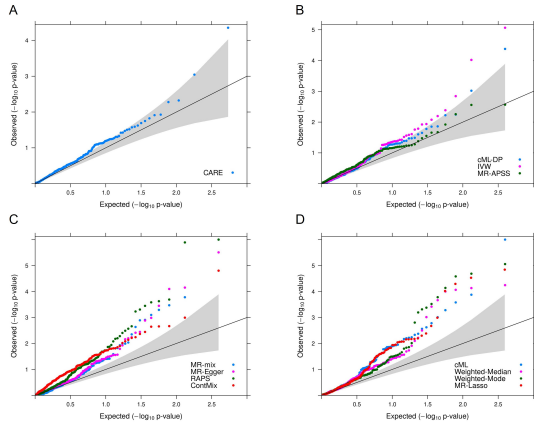 A
Observed (−log10 p-value)
4
3
2
1
CARE
0.5
1.0
1.5
2.0
2.5
Expected (−log10 p-value)
B
Observed (−log10 p-value)
5
4
3
2
1
cML-DP
IVW
MR-APSS
0.5
1.0
1.5
2.0
2.5
Expected (−log10 p-value)
C
Observed (−log10 p-value)
5
4
3
2
1
MR-mix
MR-Egger
RAPS
ContMix
0.5
1.0
1.5
2.0
2.5
Expected (−log10 p-value)
D
Observed (−log10 p-value)
5
4
3
2
1
cML
Weighted-Median
Weighted-Mode
MR-Lasso
0.5
1.0
1.5
2.0
2.5
Expected (−log10 p-value)